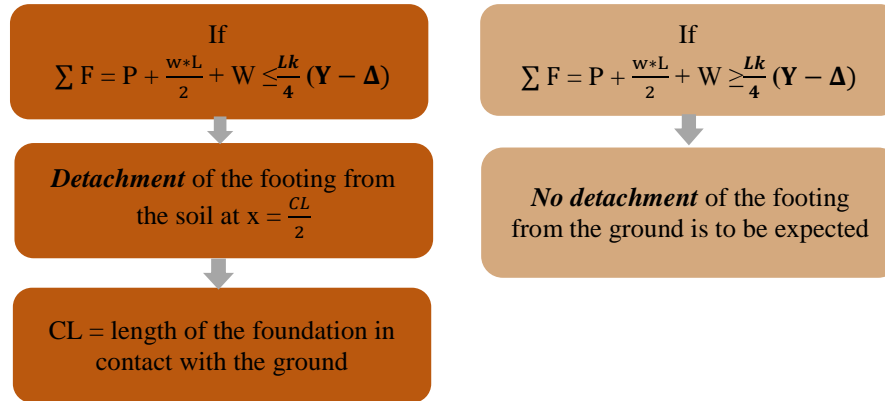 If
∑ F = P + w*L/2 + W ≤ Lk/4 (Y − Δ)
Detachment of the footing from
the soil at x = CL/2
CL = length of the foundation in
contact with the ground
If
∑ F = P + w*L/2 + W ≥ Lk/4 (Y − Δ)
No detachment of the footing
from the ground is to be expected